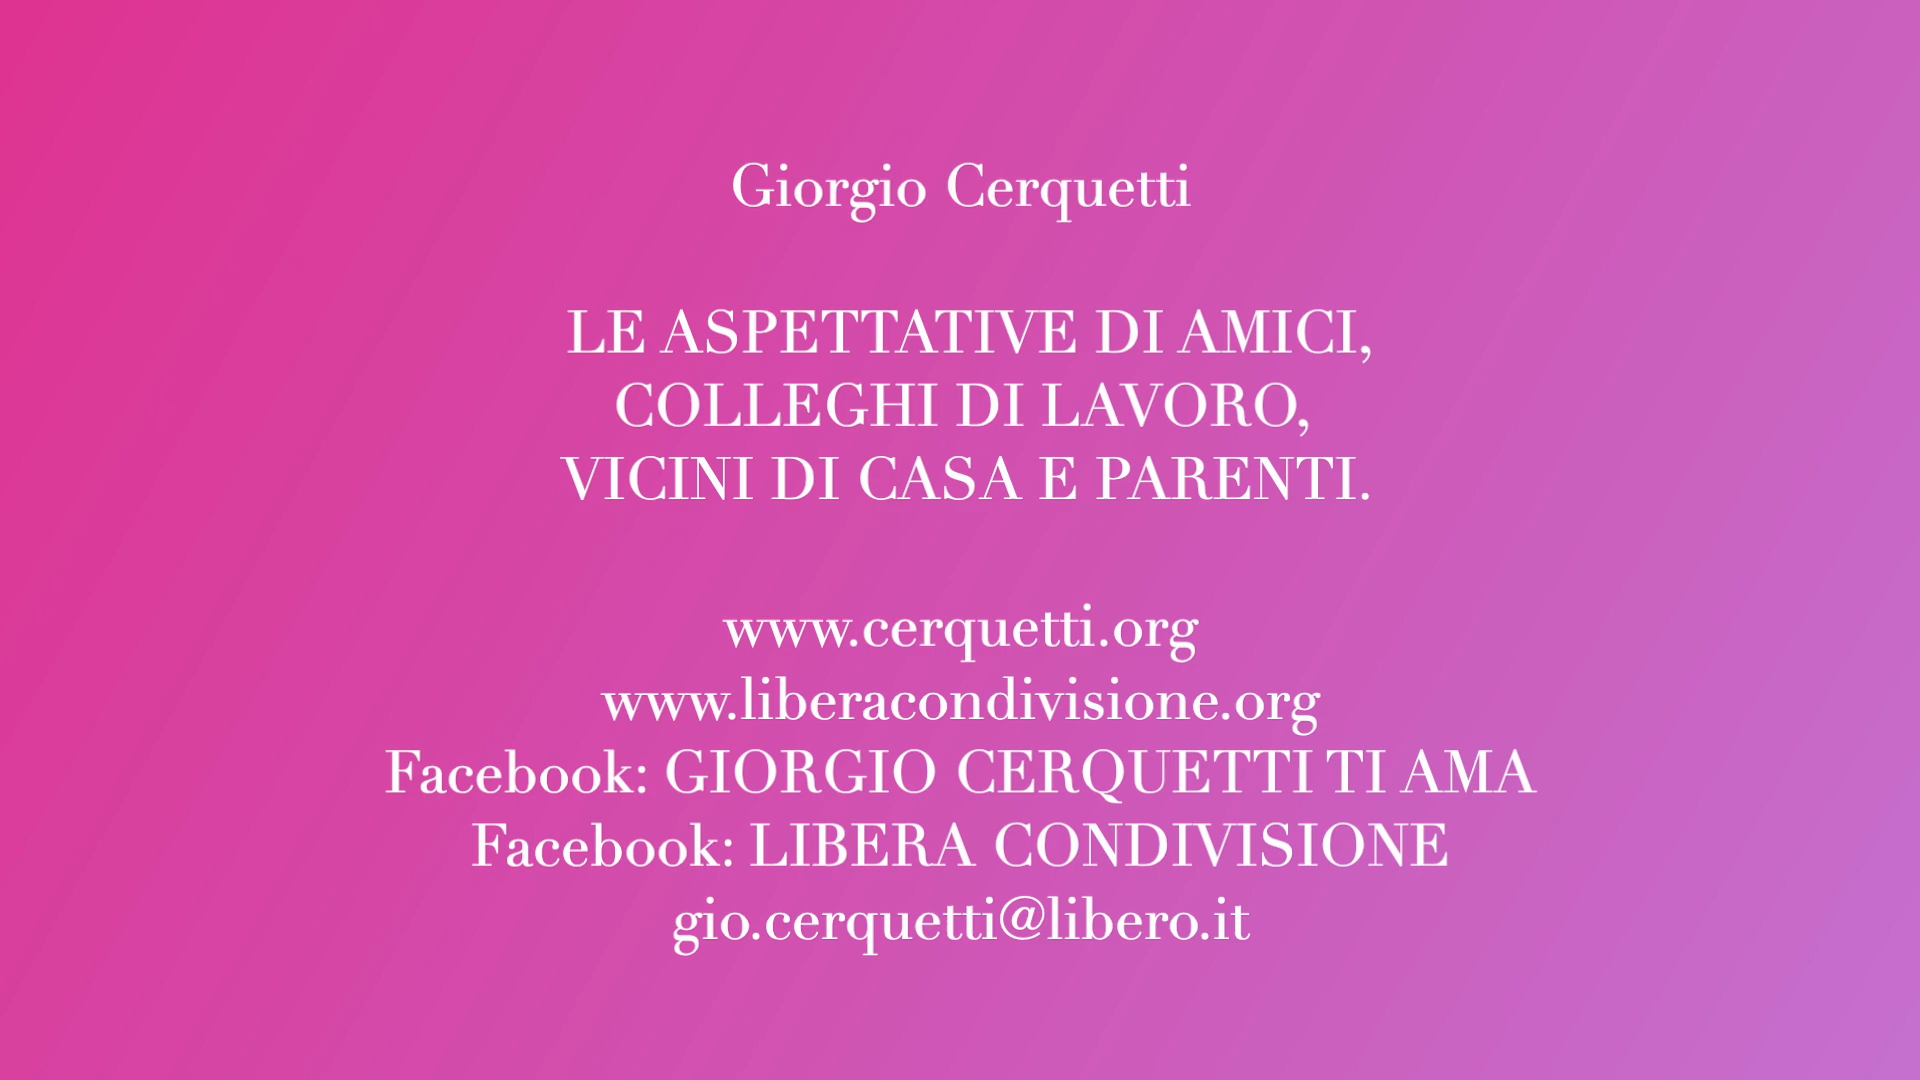 Giorgio Cerquetti
LE ASPETTATIVE DI AMICI,
COLLEGHI DI LAVORO,
VICINI DI CASA E PARENTI.
www.cerquetti.org
www.liberacondivisione.org
Facebook: GIORGIO CERQUETTI TI AMA
Facebook: LIBERA CONDIVISIONE
gio.cerquetti@libero.it